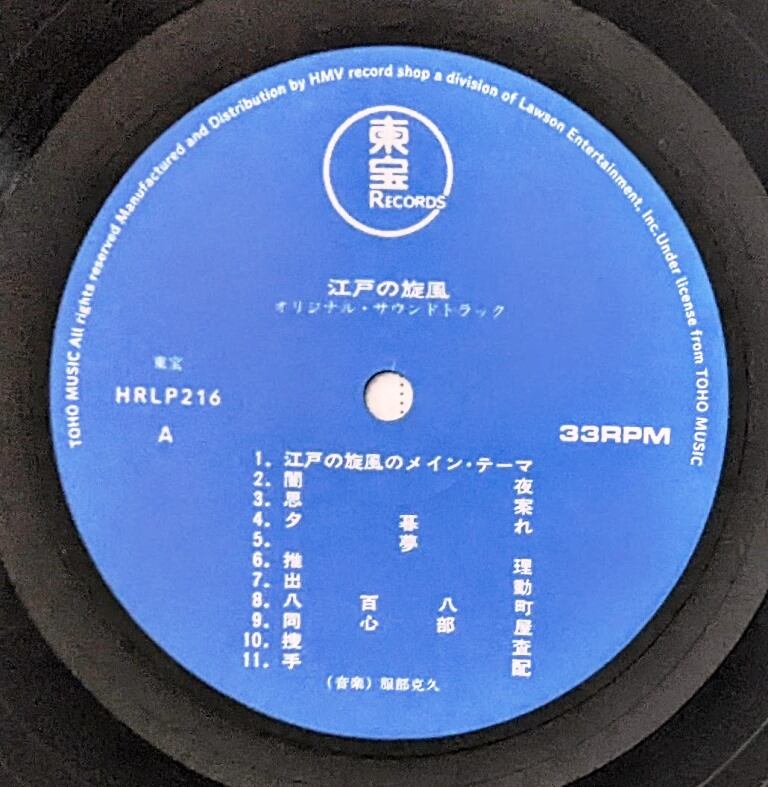 TOHO MUSIC All rights reserved Manufactured and Distribution by HMV record shop a division of Lawson Entertainment, Inc.Under license from TOHO MUSIC
東宝
RECORDS
江戸の旋風
オリジナル・サウンドトラック
東宝
HRLP216
A
33RPM
1. 江戸の旋風のメイン・テーマ
2. 闇夜
3. 思案
4. 夕暮れ
5. 夢
6. 推理
7. 出動
8. 八百八町
9. 同心部屋
10. 捜査
11. 手配
(音楽) 服部克久